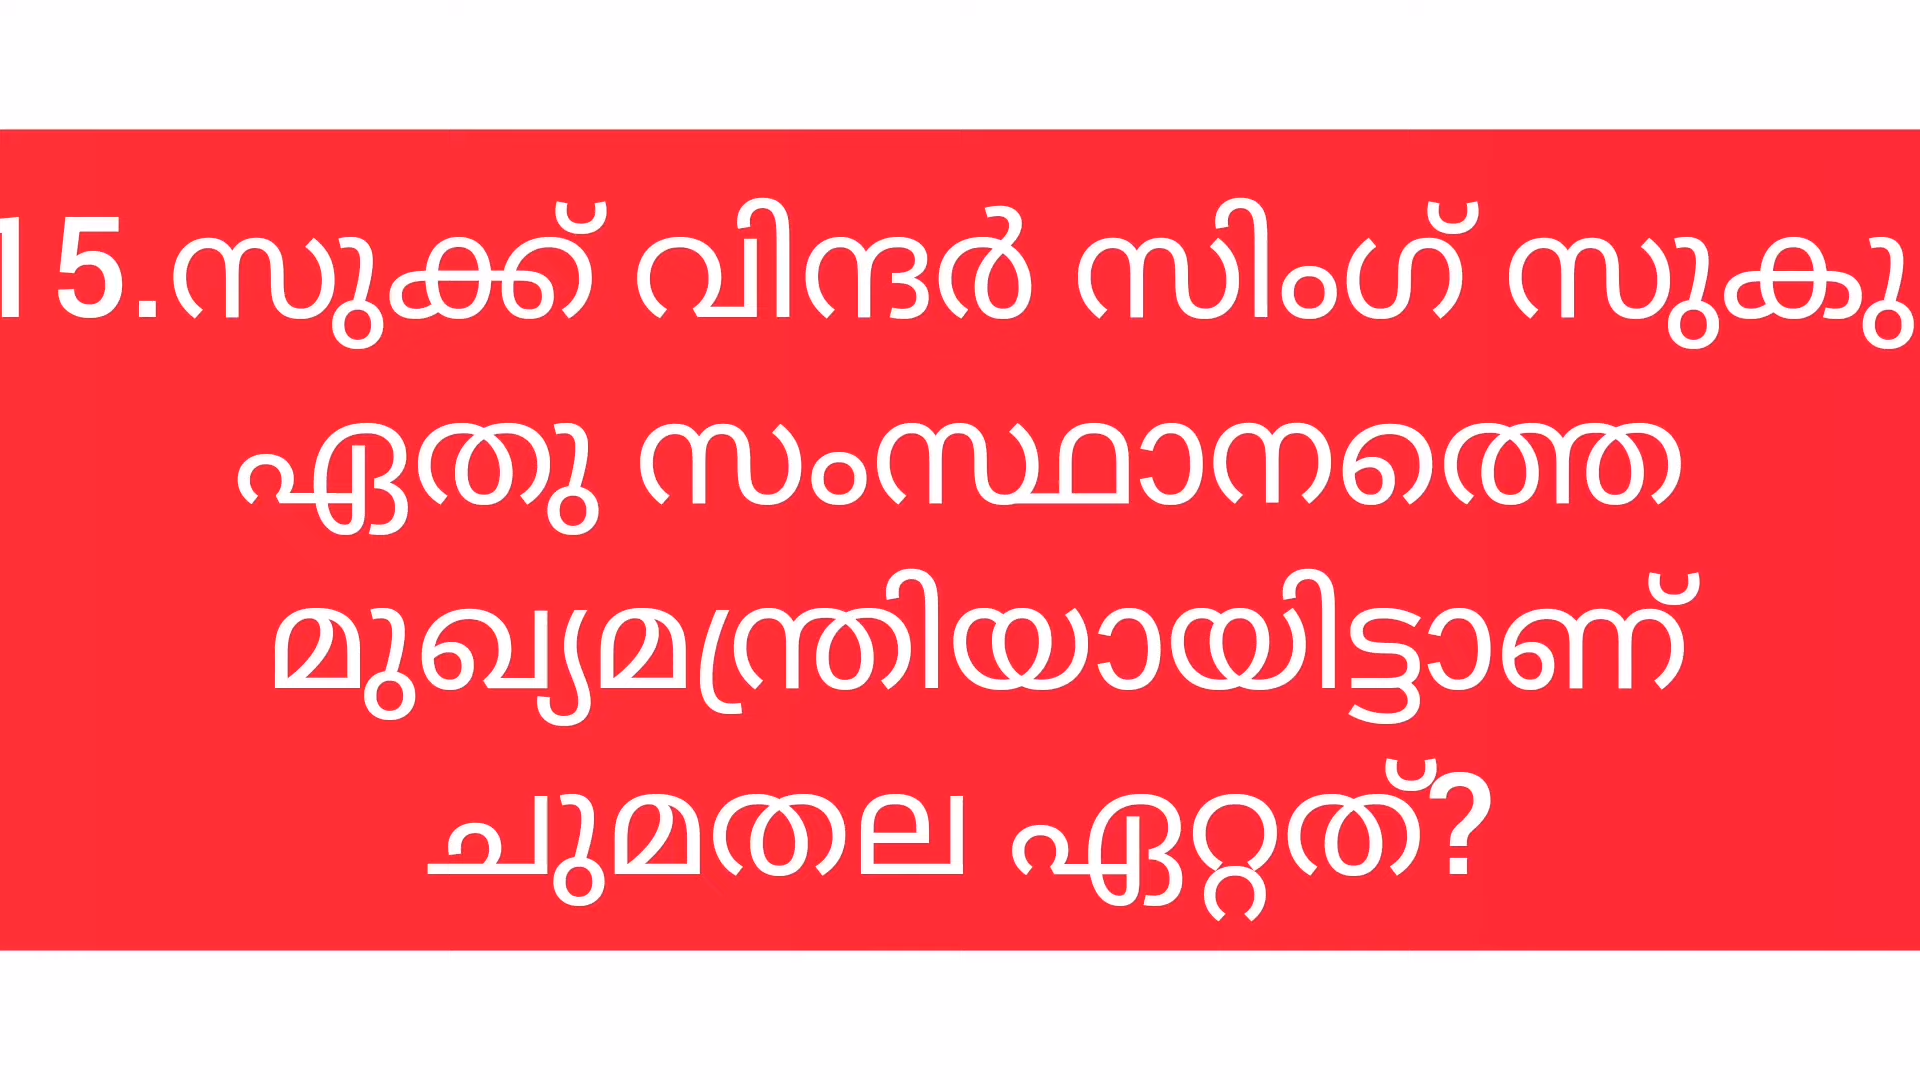 15.സുക്ക് വിന്ദർ സിംഗ് സുകു
ഏതു സംസ്ഥാനത്തെ
മുഖ്യമന്ത്രിയായിട്ടാണ്
ചുമതല ഏറ്റത്?